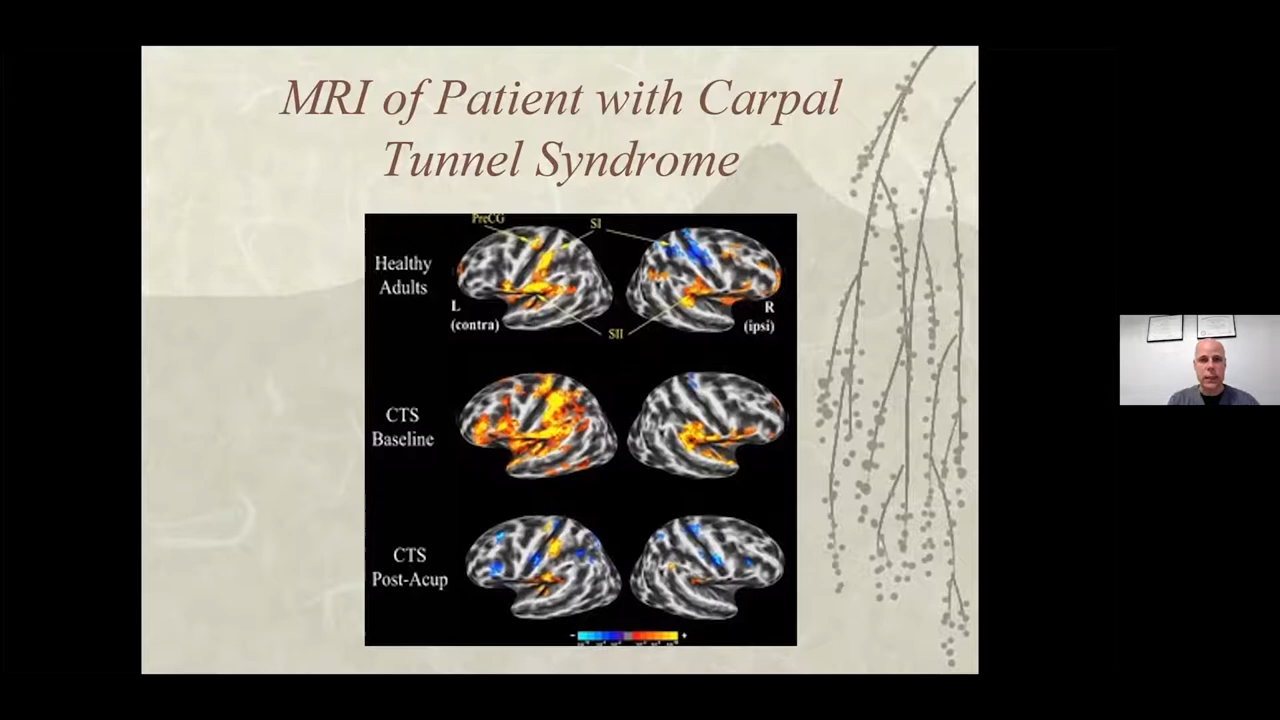 MRI of Patient with Carpal
Tunnel Syndrome
PreCG
SI
Healthy
Adults
L
(contra)
R
(ipsi)
SII
CTS
Baseline
CTS
Post-Acup
- +